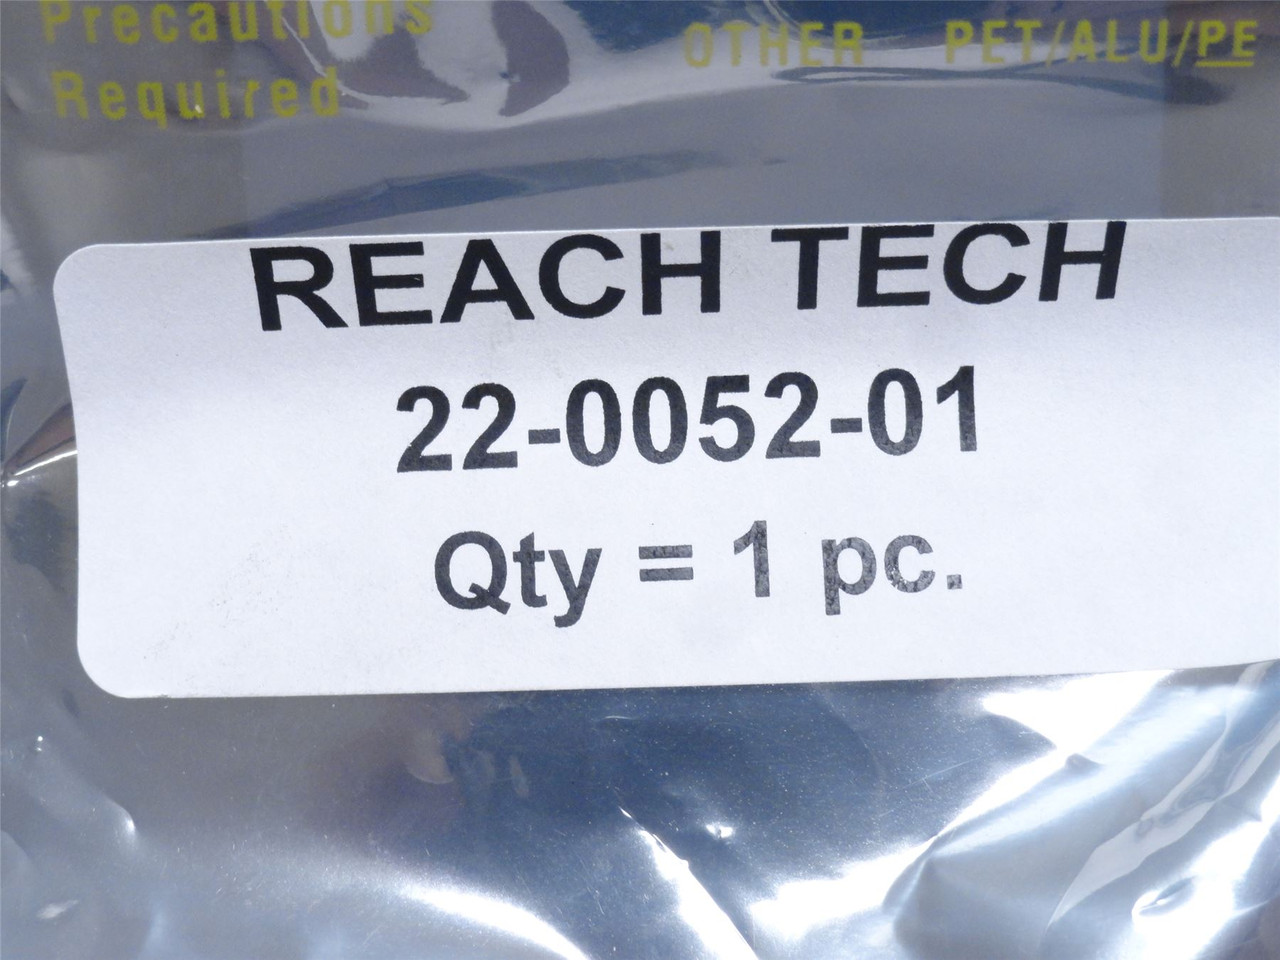 Precautions
Required
OTHER PET/ALU/PE
REACH TECH
22-0052-01
Qty = 1 pc.